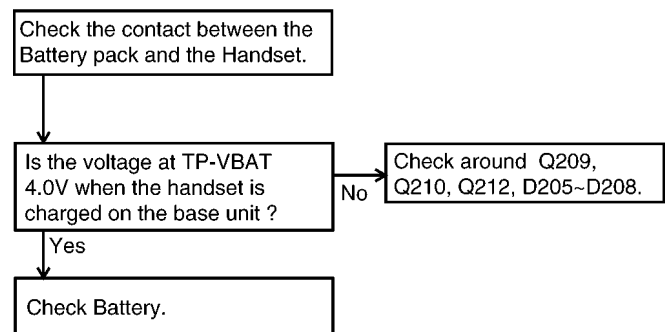 Check the contact between the
Battery pack and the Handset.
Is the voltage at TP-VBAT
4.0V when the handset is
charged on the base unit ?
No
Check around Q209,
Q210, Q212, D205~D208.
Yes
Check Battery.